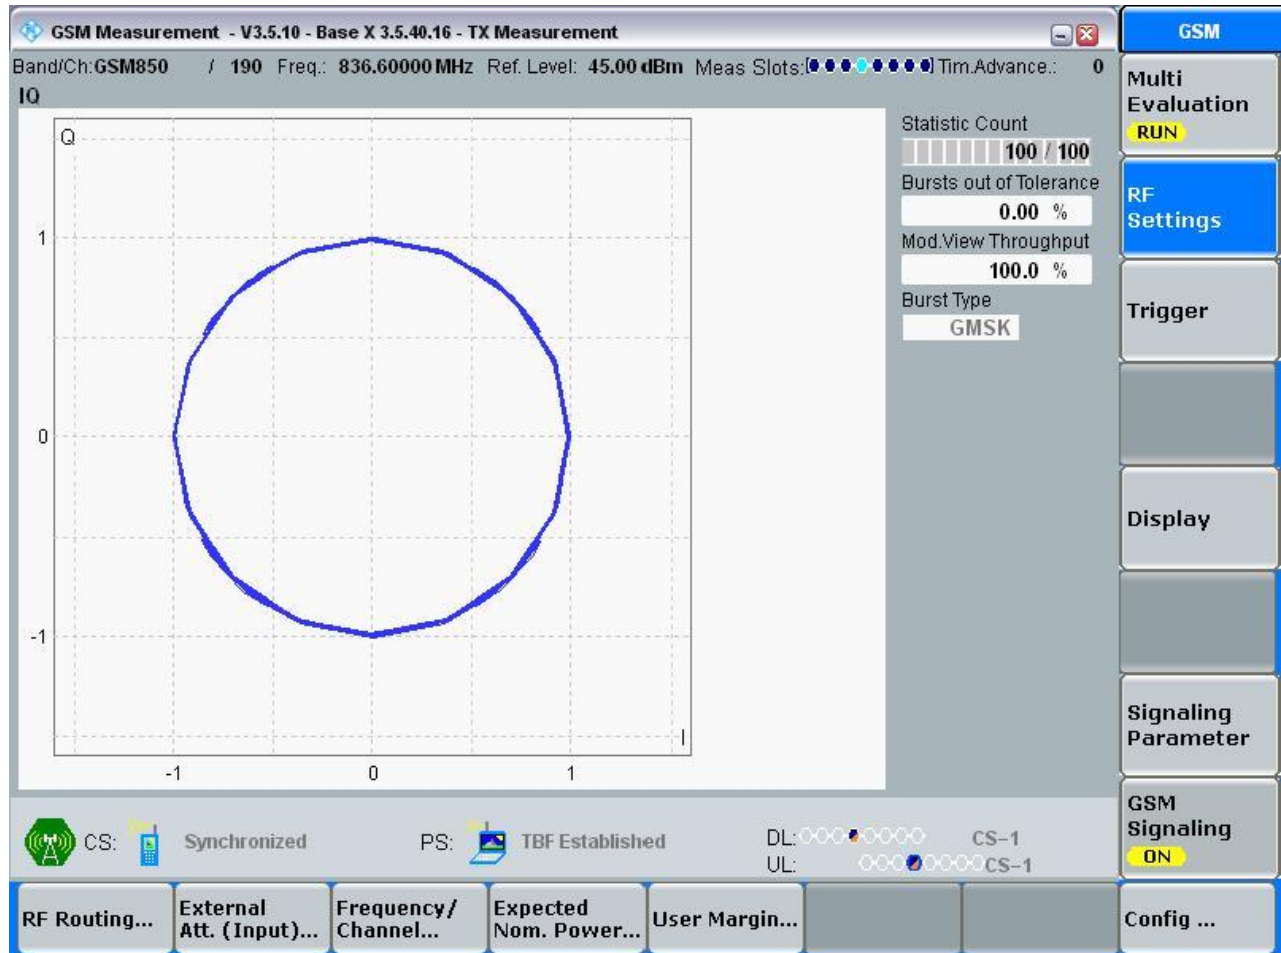 GSM Measurement - V3.5.10 - Base X 3.5.40.16 - TX Measurement
GSM
Band/Ch:GSM850 / 190 Freq.: 836.60000 MHz Ref. Level: 45.00 dBm Meas Slots: Tim.Advance.: 0
IQ
Multi
Evaluation
RUN
Q
Statistic Count
100 / 100
Bursts out of Tolerance
0.00 %
Mod.View Throughput
100.0 %
Burst Type
GMSK
RF
Settings
Trigger
1
0
-1
I
-1 0 1
Display
Signaling
Parameter
GSM
Signaling
ON
CS: Synchronized PS: TBF Established DL: CS-1
UL: CS-1
RF Routing...
External
Att. (Input)...
Frequency/
Channel...
Expected
Nom. Power...
User Margin...
Config ...